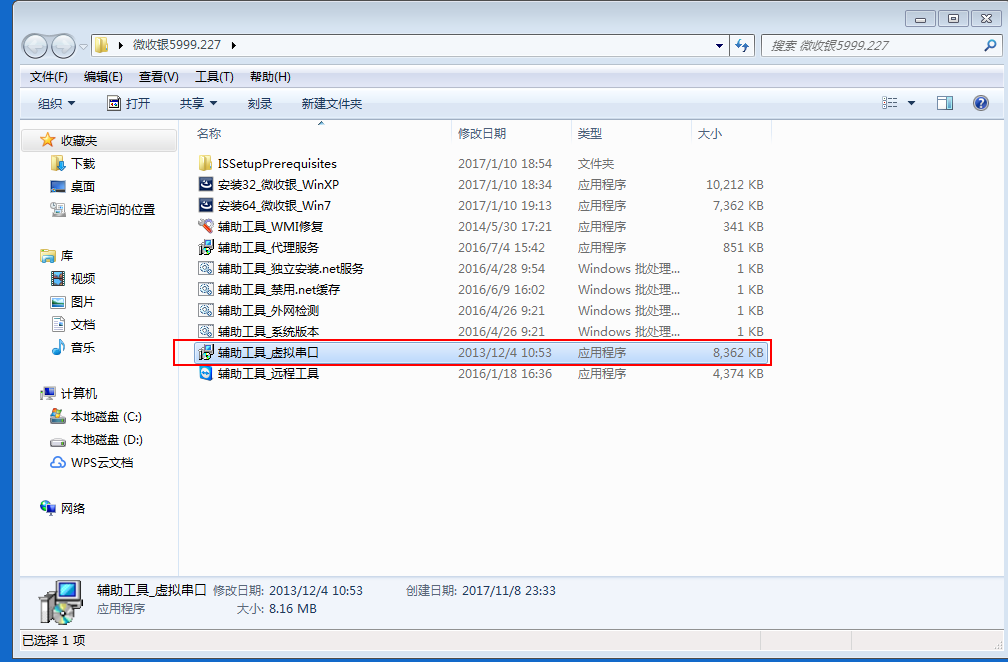 微收银5999.227
搜索 微收银5999.227
文件(F) 编辑(E) 查看(V) 工具(T) 帮助(H)
组织 打开 共享 刻录 新建文件夹
收藏夹
下载
桌面
最近访问的位置
库
视频
图片
文档
音乐
计算机
本地磁盘 (C:)
本地磁盘 (D:)
WPS云文档
网络
名称 修改日期 类型 大小
ISSetupPrerequisites 2017/1/10 18:54 文件夹
安装32_微收银_WinXP 2017/1/10 18:34 应用程序 10,212 KB
安装64_微收银_Win7 2017/1/10 19:13 应用程序 7,362 KB
辅助工具_WMI修复 2014/5/30 17:21 应用程序 341 KB
辅助工具_代理服务 2016/7/4 15:42 应用程序 851 KB
辅助工具_独立安装.net服务 2016/4/28 9:54 Windows 批处理... 1 KB
辅助工具_禁用.net缓存 2016/6/9 16:02 Windows 批处理... 1 KB
辅助工具_外网检测 2016/4/26 9:21 Windows 批处理... 1 KB
辅助工具_系统版本 2016/4/26 9:21 Windows 批处理... 1 KB
辅助工具_虚拟串口 2013/12/4 10:53 应用程序 8,362 KB
辅助工具_远程工具 2016/1/18 16:36 应用程序 4,374 KB
辅助工具_虚拟串口 修改日期: 2013/12/4 10:53 创建日期: 2017/11/8 23:33
应用程序 大小: 8.16 MB
已选择 1 项